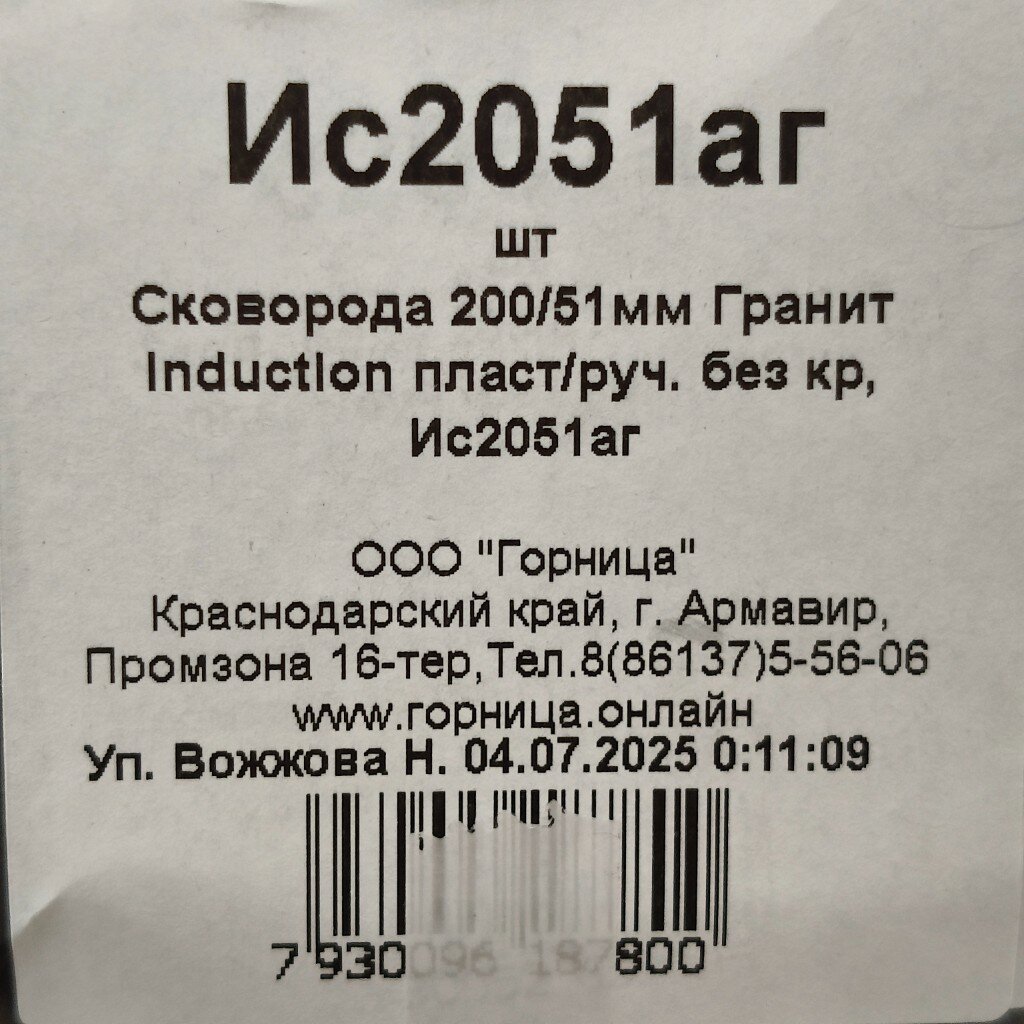 Ис2051аг
шт
Сковорода 200/51мм Гранит
InductIon пласт/руч. без кр,
Ис2051аг
ООО "Горница"
Краснодарский край, г. Армавир,
Промзона 16-тер,Тел.8(86137)5-56-06
www.горница.онлайн
Уп. Вожжова Н. 04.07.2025 0:11:09
7 930096 187800